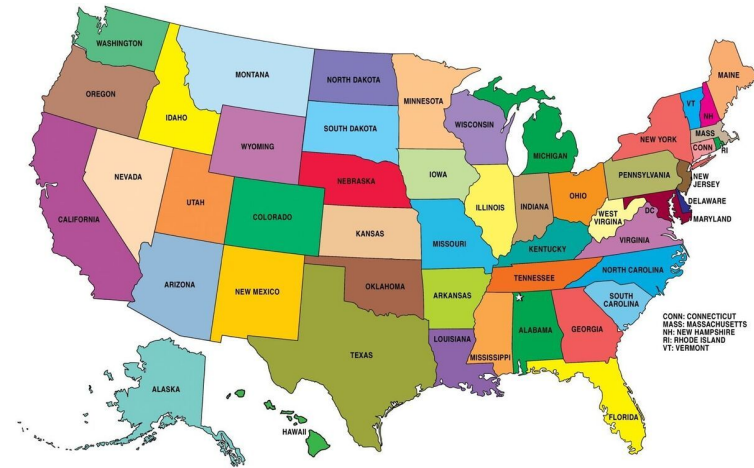 WASHINGTON
OREGON
IDAHO
MONTANA
NORTH DAKOTA
MINNESOTA
SOUTH DAKOTA
WYOMING
WISCONSIN
MICHIGAN
MAINE
VT
NH
NEW YORK
MASS
CONN
RI
NEVADA
UTAH
COLORADO
NEBRASKA
IOWA
ILLINOIS
INDIANA
OHIO
PENNSYLVANIA
NEW
JERSEY
DELAWARE
MARYLAND
DC
WEST
VIRGINA
VIRGINIA
CALIFORNIA
KANSAS
MISSOURI
KENTUCKY
ARIZONA
NEW MEXICO
OKLAHOMA
ARKANSAS
TENNESSEE
NORTH CAROLINA
SOUTH
CAROLINA
TEXAS
LOUISIANA
MISSISSIPPI
ALABAMA
GEORGIA
FLORIDA
ALASKA
HAWAII
CONN: CONNECTICUT
MASS: MASSACHUSETTS
NH: NEW HAMPSHIRE
RI: RHODE ISLAND
VT: VERMONT